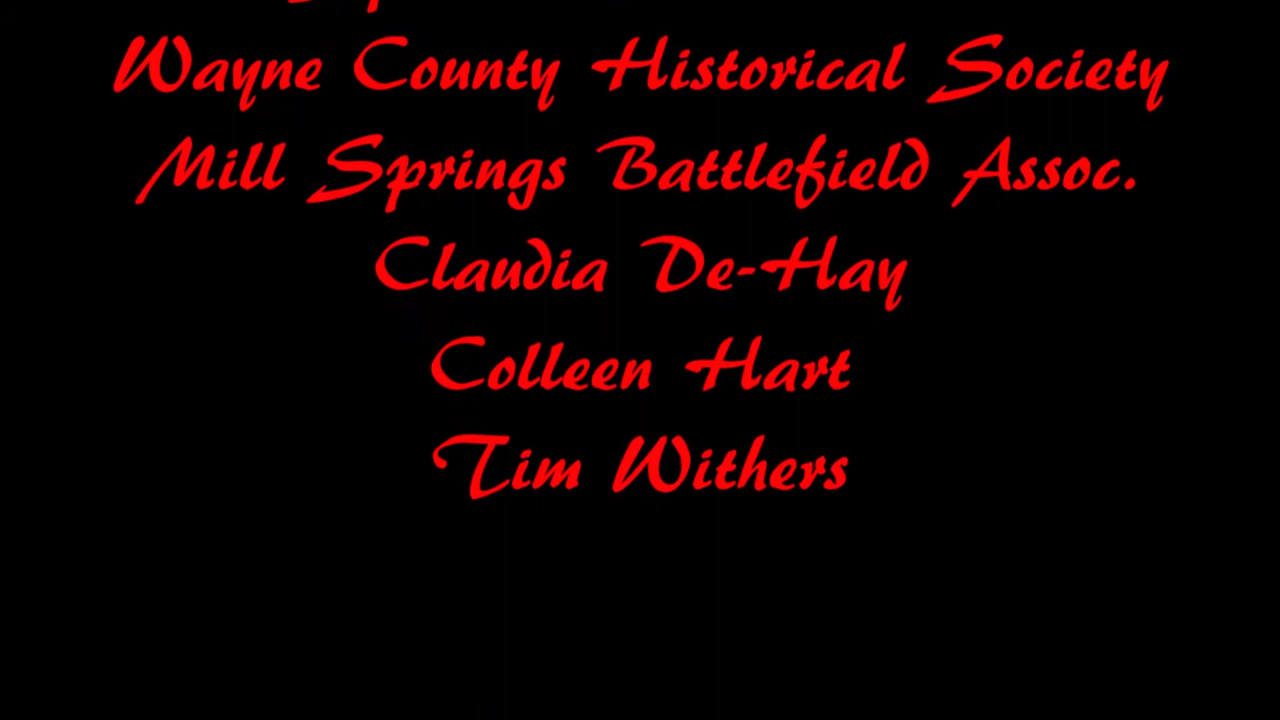 Wayne County Historical Society
Mill Springs Battlefield Assoc.
Claudia De-Hay
Colleen Hart
Tim Withers